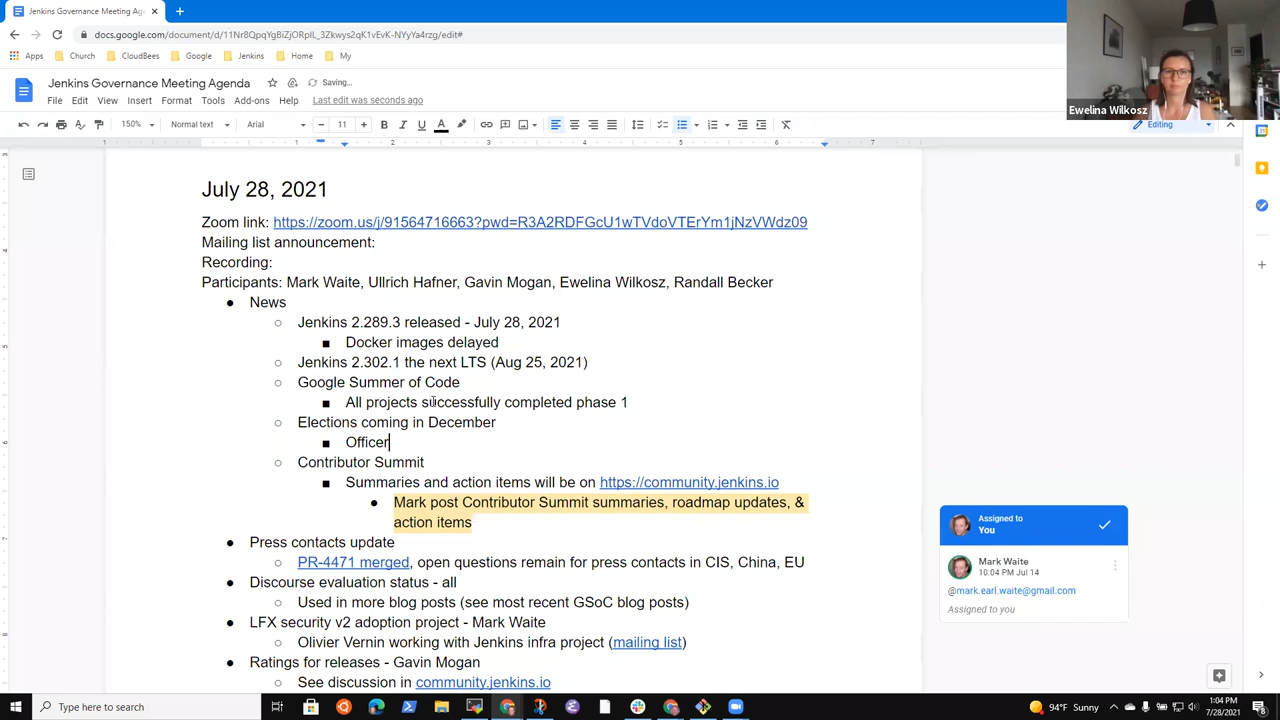 Jenkins Governance Meeting Ag
docs.google.com/document/d/11Nr8QpqYgBiZjORpIL_3Zkwys2qK1vEvK-NYyYa4rzg/edit#
Apps Church CloudBees Google Jenkins Home My
Ewelina Wilkosz
Jenkins Governance Meeting Agenda Saving...
File Edit View Insert Format Tools Add-ons Help Last edit was seconds ago
150% Normal text Arial 11 B I U A Editing
1 1 2 3 4 5 6 7
July 28, 2021
Zoom link: https://zoom.us/j/91564716663?pwd=R3A2RDFGcU1wTVdoVTErYm1jNzVWdz09
Mailing list announcement:
Recording:
Participants: Mark Waite, Ullrich Hafner, Gavin Mogan, Ewelina Wilkosz, Randall Becker
News
Jenkins 2.289.3 released - July 28, 2021
Docker images delayed
Jenkins 2.302.1 the next LTS (Aug 25, 2021)
Google Summer of Code
All projects successfully completed phase 1
Elections coming in December
Officer
Contributor Summit
Summaries and action items will be on https://community.jenkins.io
Mark post Contributor Summit summaries, roadmap updates, &
action items
Press contacts update
PR-4471 merged, open questions remain for press contacts in CIS, China, EU
Discourse evaluation status - all
Used in more blog posts (see most recent GSoC blog posts)
LFX security v2 adoption project - Mark Waite
Olivier Vernin working with Jenkins infra project (mailing list)
Ratings for releases - Gavin Mogan
See discussion in community.jenkins.io
Assigned to
You
Mark Waite
10:04 PM Jul 14
@mark.earl.waite@gmail.com
Assigned to you
Type here to search
94°F Sunny
1:04 PM
7/28/2021